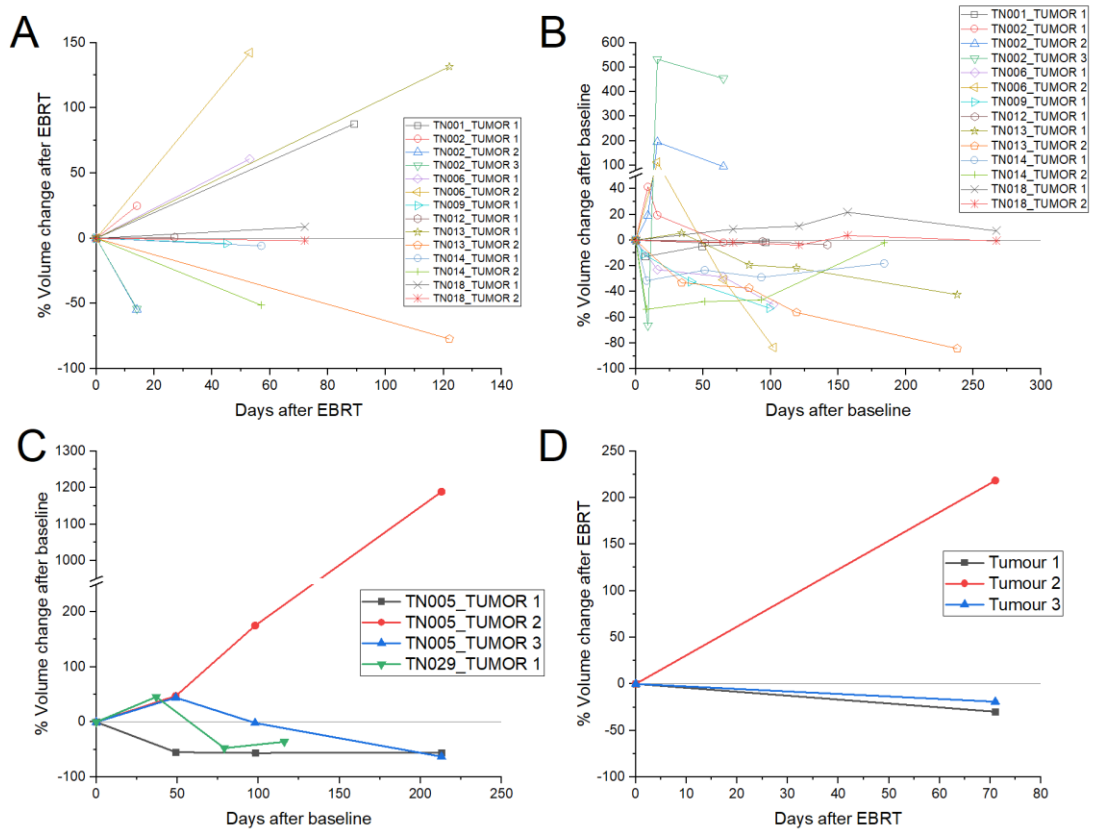 A
% Volume change after EBRT
150
100
50
0
-50
-100
0 20 40 60 80 100 120 140
Days after EBRT
TN001_TUMOR 1
TN002_TUMOR 1
TN002_TUMOR 2
TN002_TUMOR 3
TN006_TUMOR 1
TN006_TUMOR 2
TN009_TUMOR 1
TN012_TUMOR 1
TN013_TUMOR 1
TN013_TUMOR 2
TN014_TUMOR 1
TN014_TUMOR 2
TN018_TUMOR 1
TN018_TUMOR 2
B
% Volume change after baseline
600
500
400
300
200
100
40
20
0
-20
-40
-60
-80
-100
0 50 100 150 200 250 300
Days after baseline
TN001_TUMOR 1
TN002_TUMOR 1
TN002_TUMOR 2
TN002_TUMOR 3
TN006_TUMOR 1
TN006_TUMOR 2
TN009_TUMOR 1
TN012_TUMOR 1
TN013_TUMOR 1
TN013_TUMOR 2
TN014_TUMOR 1
TN014_TUMOR 2
TN018_TUMOR 1
TN018_TUMOR 2
C
% Volume change after baseline
1300
1200
1100
1000
200
100
0
-100
0 50 100 150 200 250
Days after baseline
TN005_TUMOR 1
TN005_TUMOR 2
TN005_TUMOR 3
TN029_TUMOR 1
D
% Volume change after EBRT
250
200
150
100
50
0
-25
-50
-75
-100
0 10 20 30 40 50 60 70 80
Days after EBRT
Tumour 1
Tumour 2
Tumour 3